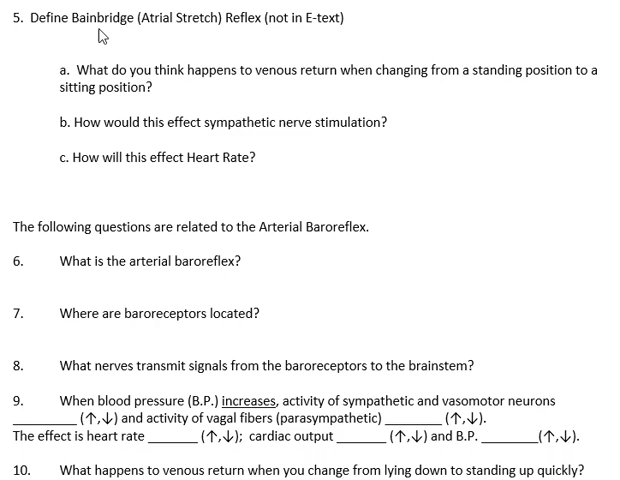 5. Define Bainbridge (Atrial Stretch) Reflex (not in E-text)
a. What do you think happens to venous return when changing from a standing position to a
sitting position?
b. How would this effect sympathetic nerve stimulation?
c. How will this effect Heart Rate?
The following questions are related to the Arterial Baroreflex.
6. What is the arterial baroreflex?
7. Where are baroreceptors located?
8. What nerves transmit signals from the baroreceptors to the brainstem?
9. When blood pressure (B.P.) increases, activity of sympathetic and vasomotor neurons
_________ (↑,↓) and activity of vagal fibers (parasympathetic) ________ (↑,↓).
The effect is heart rate _______ (↑,↓); cardiac output _______ (↑,↓) and B.P. ________(↑,↓).
10. What happens to venous return when you change from lying down to standing up quickly?